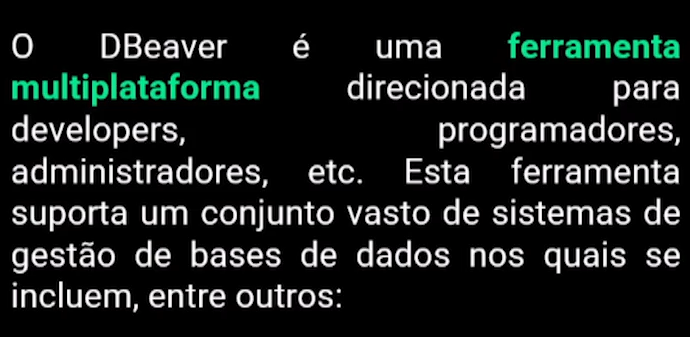 O DBeaver é uma ferramenta
multiplataforma direcionada para
developers, programadores,
administradores, etc. Esta ferramenta
suporta um conjunto vasto de sistemas de
gestão de bases de dados nos quais se
incluem, entre outros: